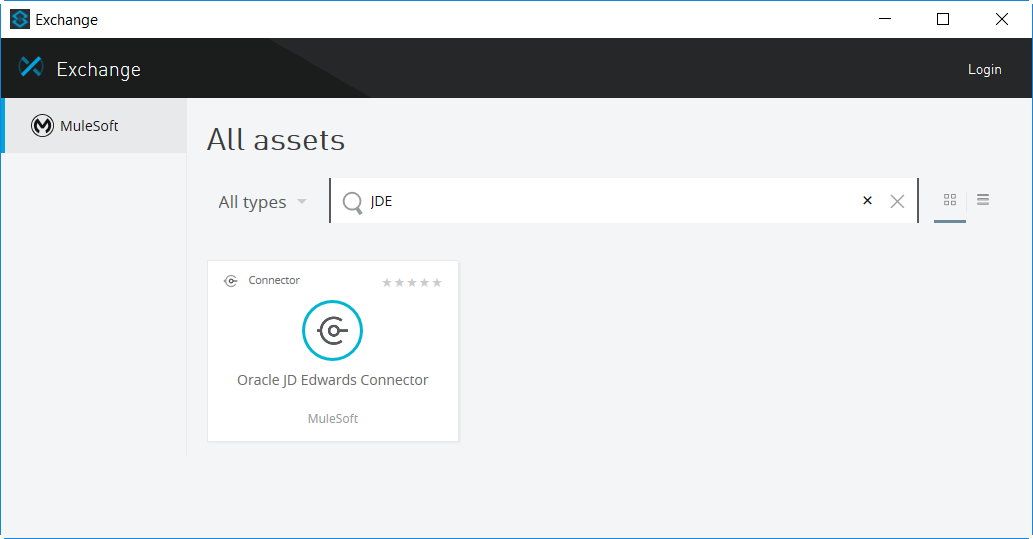 Exchange
Exchange
Login
MuleSoft
All assets
All types
JDE
Connector
Oracle JD Edwards Connector
MuleSoft